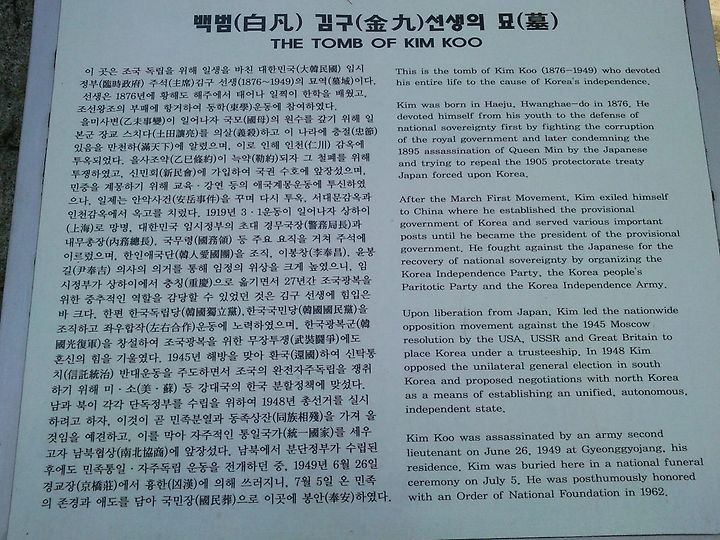 백범(白凡) 김구(金九)선생의 묘(墓)
THE TOMB OF KIM KOO
이 곳은 조국 독립을 위해 일생을 바친 대한민국(大韓民國) 임시
정부(臨時政府) 주석(主席)김구 선생(1876~1949)의 묘역(墓域)이다.
선생은 1876년에 황해도 해주에서 태어나 일찍이 한학을 배웠고,
조선왕조의 부패에 항거하여 동학(東學)운동에 참여하였다.
을미사변(乙未事變)이 일어나자 국모(國母)의 원수를 갚기 위해 일
본군 장교 스치다(土田讓亮)를 의살(義殺)하고 이 나라에 충절(忠節)
있음을 만천하(滿天下)에 알렸으며, 이로 인해 인천(仁川) 감옥에
투옥되었다. 을사조약(乙巳條約)이 늑약(勒約)되자 그 철폐를 위해
투쟁하였고, 신민회(新民會)에 가입하여 국권 수호에 앞장섰으며,
민중을 계몽하기 위해 교육·강연 등의 애국계몽운동에 투신하였
으나, 일제는 안악사건(安岳事件)을 꾸며 다시 투옥, 서대문감옥과
인천감옥에서 옥고를 치렀다. 1919년 3·1운동이 일어나자 상하이
(上海)로 망명, 대한민국 임시정부의 초대 경무국장(警務局長)과
내무총장(內務總長), 국무령(國務領) 등 주요 요직을 거쳐 주석에
이르렀으며, 한인애국단(韓人愛國團)을 조직, 이봉창(李奉昌), 윤봉
길(尹奉吉) 의사의 의거를 통해 임정의 위상을 크게 높였으니, 임
시정부가 상하이에서 충칭(重慶)으로 옮기면서 27년간 조국광복을
위한 중추적인 역할을 감당할 수 있었던 것은 김구 선생에 힘입은
바 크다. 한편 한국독립당(韓國獨立黨),한국국민당(韓國國民黨)을
조직하고 좌우합작(左右合作)운동에 노력하였으며, 한국광복군(韓
國光復軍)을 창설하여 조국광복을 위한 무장투쟁(武裝鬪爭)에도
혼신의 힘을 기울였다. 1945년 해방을 맞아 환국(還國)하여 신탁통
치(信託統治) 반대운동을 주도하면서 조국의 완전자주독립을 쟁취
하기 위해 미·소(美·蘇) 등 강대국의 한국 분할정책에 맞섰다.
남과 북이 각각 단독정부를 수립을 위하여 1948년 총선거를 실시
하려고 하자, 이것이 곧 민족분열과 동족상잔(同族相殘)을 가져 올
것임을 예견하고, 이를 막아 자주적인 통일국가(統一國家)를 세우
고자 남북협상(南北協商)에 앞장섰다. 남북에서 분단정부가 수립된
후에도 민족통일·자주독립 운동을 전개하던 중, 1949년 6월 26일
경교장(京橋莊)에서 흉한(凶漢)에 의해 쓰러지니, 7월 5일 온 민족
의 존경과 애도를 담아 국민장(國民葬)으로 이곳에 봉안(奉安)하였다.
This is the tomb of Kim Koo (1876-1949) who devoted
his entire life to the cause of Korea's independence.
Kim was born in Haeju, Hwanghae-do in 1876. He
devoted himself from his youth to the defense of
national sovereignty first by fighting the corruption
of the royal government and later condemning the
1895 assassination of Queen Min by the Japanese
and trying to repeal the 1905 protectorate treaty
Japan forced upon Korea.
After the March First Movement, Kim exiled himself
to China where he established the provisional
government of Korea and served various important
posts until he became the president of the provisional
government. He fought against the Japanese for the
recovery of national sovereignty by organizing the
Korea Independence Party, the Korea people's
Paritotic Party and the Korea Independence Army.
Upon liberation from Japan, Kim led the nationwide
opposition movement against the 1945 Moscow
resolution by the USA, USSR and Great Britain to
place Korea under a trusteeship. In 1948 Kim
opposed the unilateral general election in south
Korea and proposed negotiations with north Korea
as a means of establishing an unified, autonomous,
independent state.
Kim Koo was assassinated by an army second
lieutenant on June 26, 1949 at Gyeonggyojang, his
residence. Kim was buried here in a national funeral
ceremony on July 5. He was posthumously honored
with an Order of National Foundation in 1962.